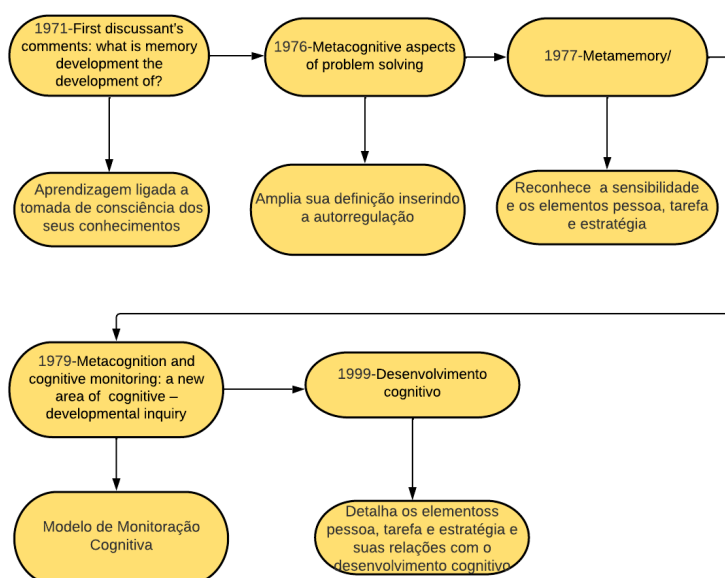 1971-First discussant's
comments: what is memory
development the
development of?
1976-Metacognitive aspects
of problem solving
1977-Metamemory/
Aprendizagem ligada a
tomada de consciência dos
seus conhecimentos
Amplia sua definição inserindo
a autorregulação
Reconhece a sensibilidade
e os elementos pessoa, tarefa
e estratégia
1979-Metacognition and
cognitive monitoring: a new
area of cognitive –
developmental inquiry
1999-Desenvolvimento
cognitivo
Modelo de Monitoração
Cognitiva
Detalha os elementoss
pessoa, tarefa e estratégia e
suas relações com o
desenvolvimento cognitivo